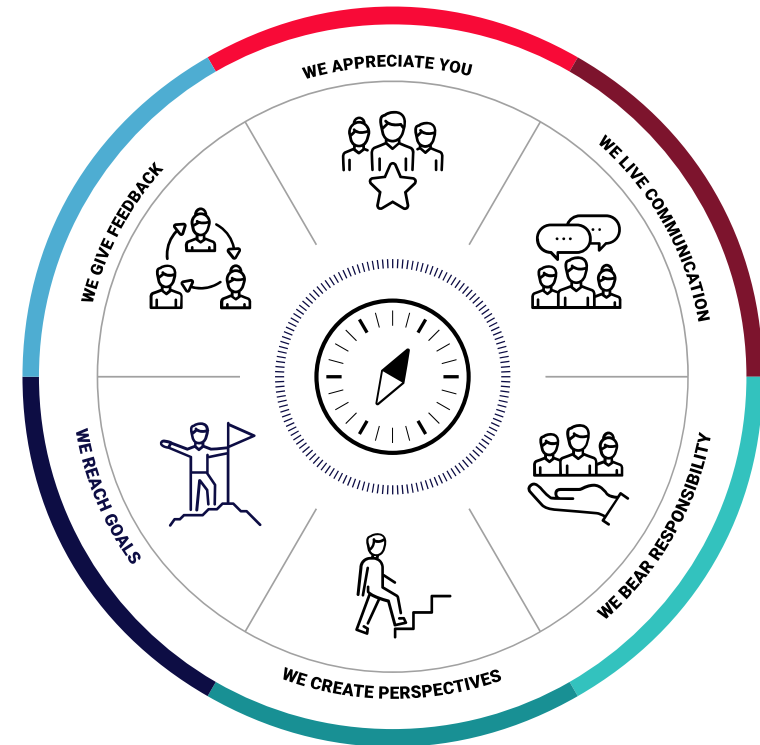 WE APPRECIATE YOU
WE LIVE COMMUNICATION
WE BEAR RESPONSIBILITY
WE CREATE PERSPECTIVES
WE REACH GOALS
WE GIVE FEEDBACK